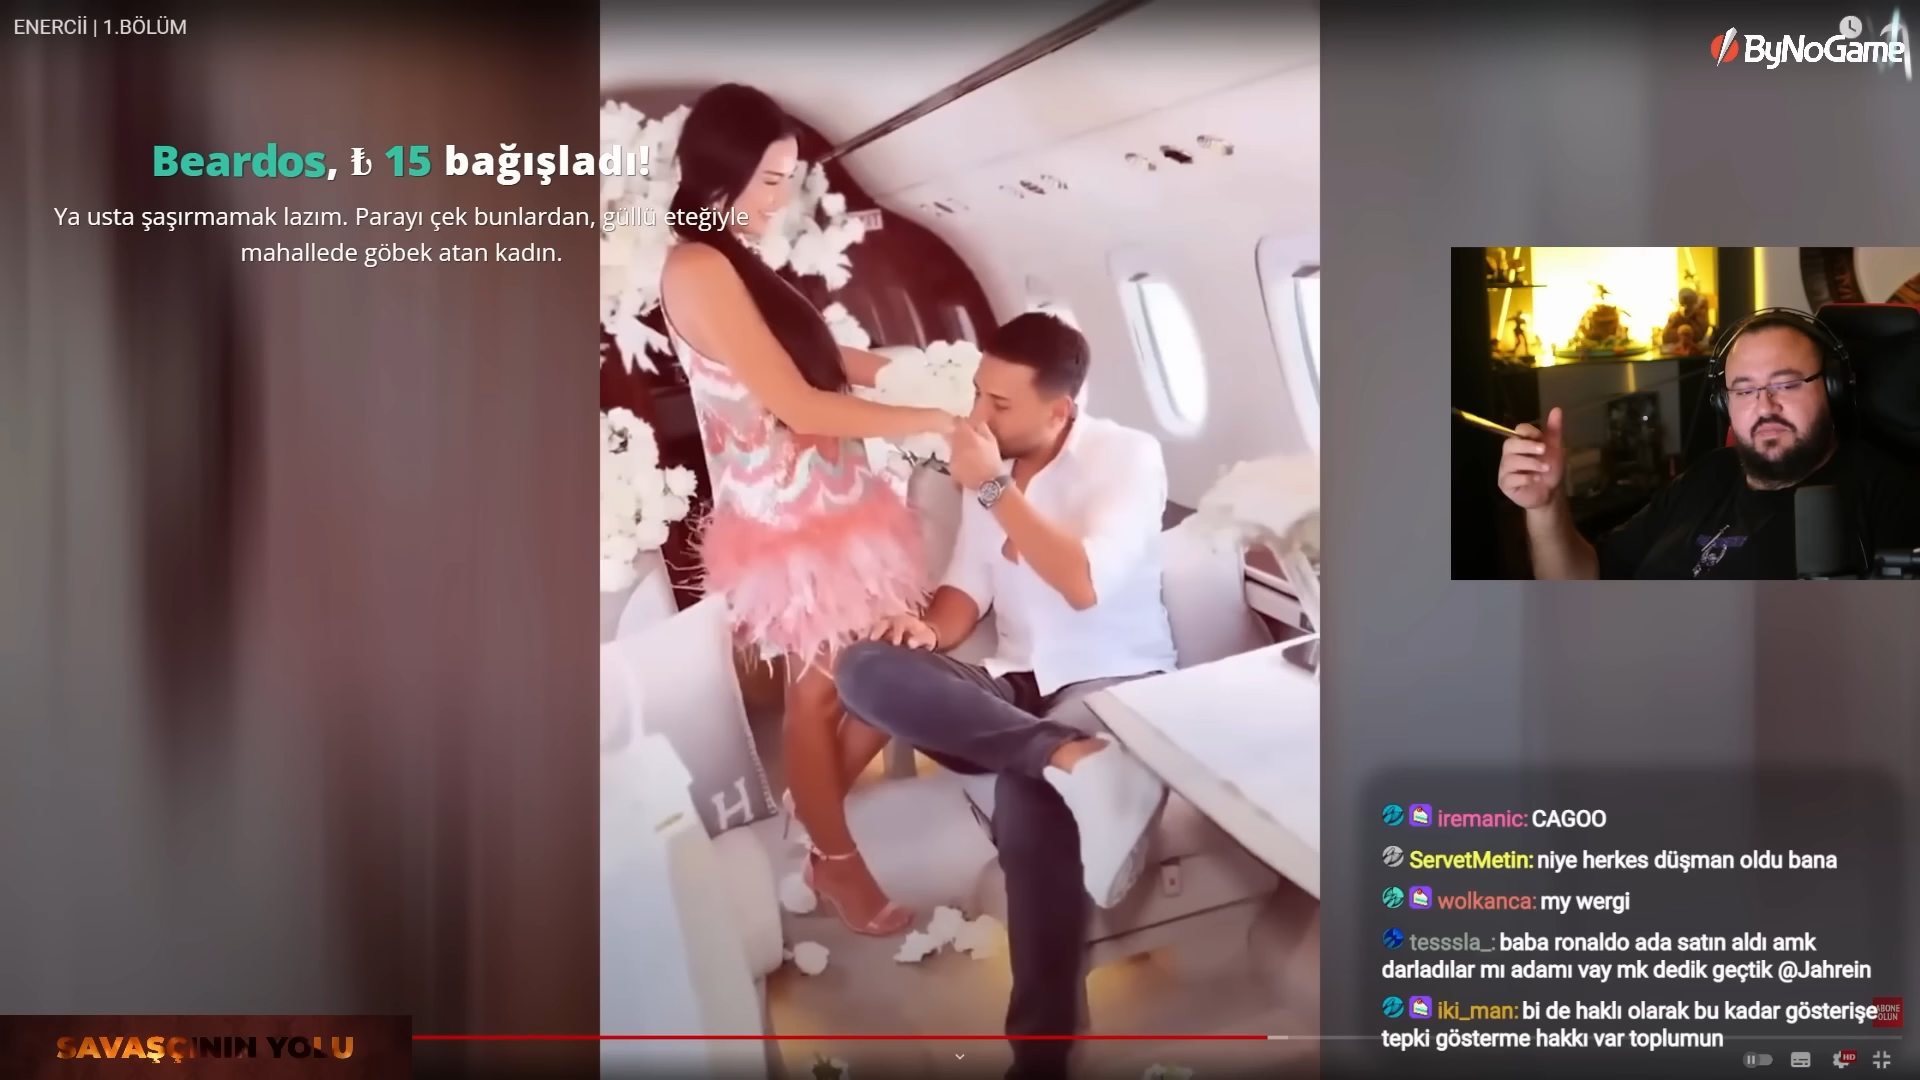 ENERCİİ | 1.BÖLÜM
ByNoGame
Beardos, ₺ 15 bağışladı!
Ya usta şaşırmamak lazım. Parayı çek bunlardan, güllü eteğiyle
mahallede göbek atan kadın.
H
iremanic: CAGOO
ServetMetin: niye herkes düşman oldu bana
wolkanca: my wergi
tesssla_: baba ronaldo ada satın aldı amk
darladılar mı adamı vay mk dedik geçtik @Jahrein
iki_man: bi de haklı olarak bu kadar gösterişe
tepki gösterme hakkı var toplumun
ABONE
OLUN
SAVAŞÇININ YOLU
HD